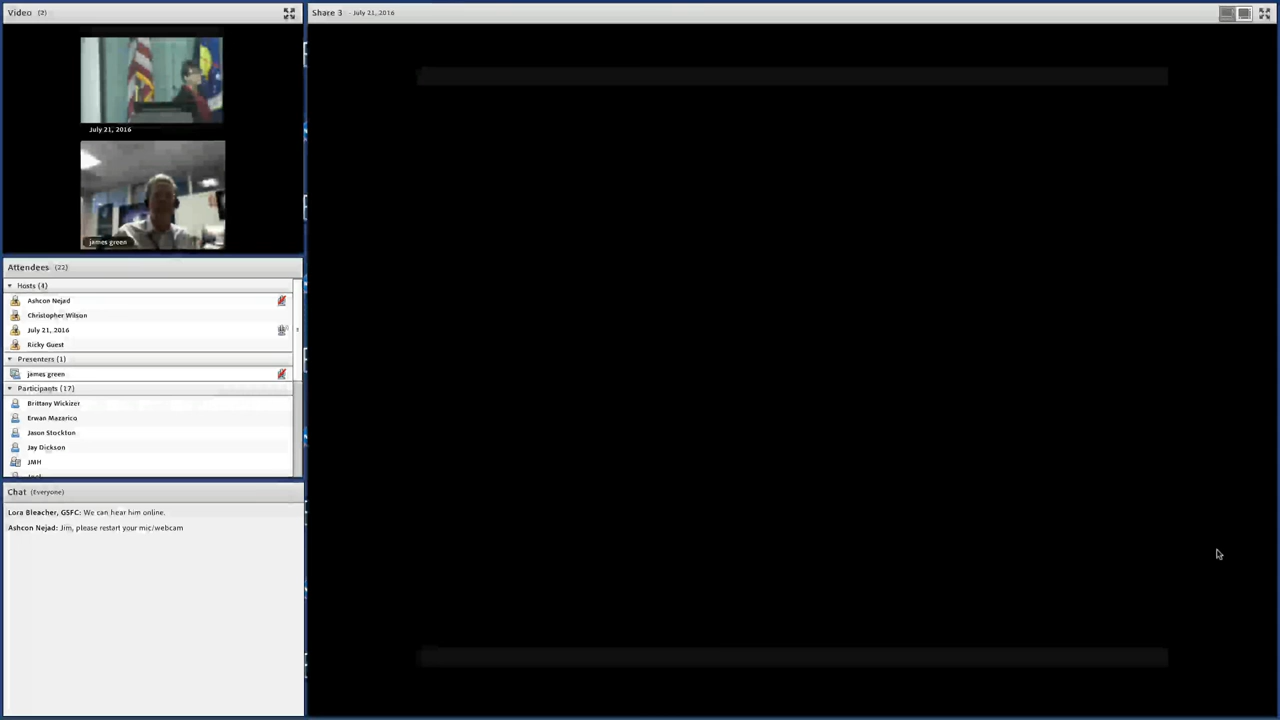 Video (2)
July 21, 2016
james green
Attendees (22)
Hosts (4)
Ashcon Nejad
Christopher Wilson
July 21, 2016
Ricky Guest
Presenters (1)
james green
Participants (17)
Brittany Wickizer
Erwan Mazarico
Jason Stockton
Jay Dickson
JMH
Chat (Everyone)
Lora Bleacher, GSFC: We can hear him online.
Ashcon Nejad: Jim, please restart your mic/webcam
Share 3 - July 21, 2016